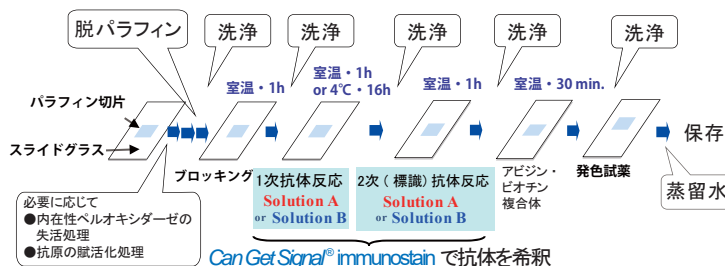 脱パラフィン
洗浄
洗浄
洗浄
洗浄
洗浄
室温・1h
室温・1h
or 4℃・16h
室温・1h
室温・30 min.
パラフィン切片
スライドグラス
ブロッキング
1次抗体反応
Solution A
or Solution B
2次(標識)抗体反応
Solution A
or Solution B
アビジン・
ビオチン
複合体
発色試薬
保存
蒸留水
必要に応じて
●内在性ペルオキシダーゼの
失活処理
●抗原の賦活化処理
Can Get Signal® immunostain で抗体を希釈